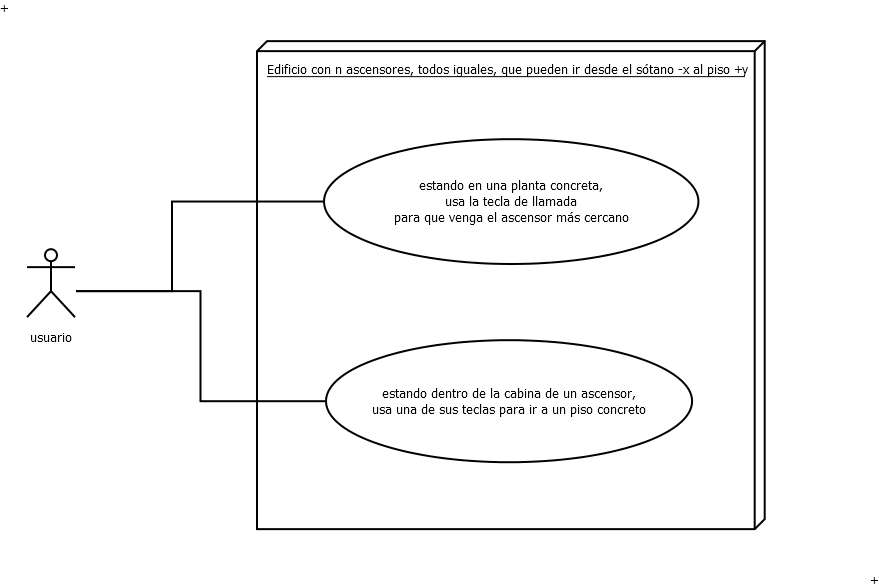 +
Edificio con n ascensores, todos iguales, que pueden ir desde el sótano -x al piso +y
estando en una planta concreta,
usa la tecla de llamada
para que venga el ascensor más cercano
usuario
estando dentro de la cabina de un ascensor,
usa una de sus teclas para ir a un piso concreto
+